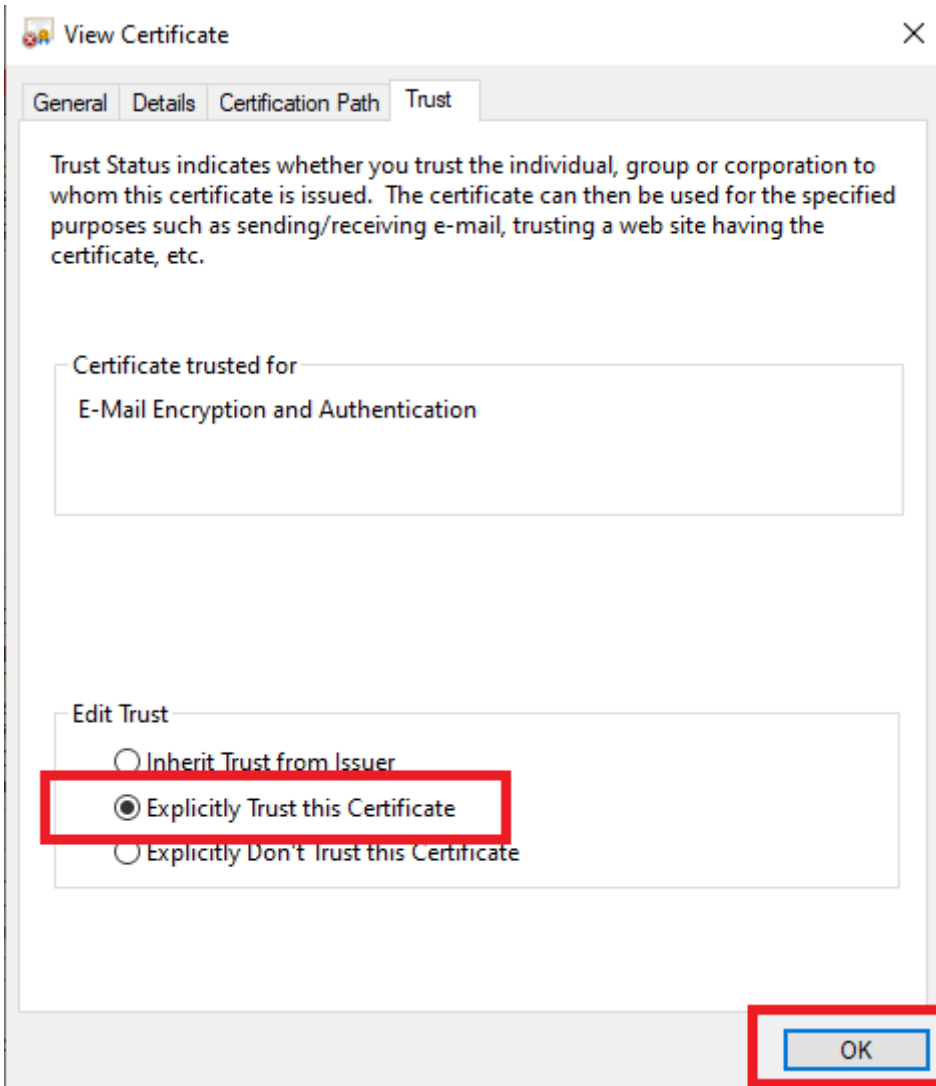 View Certificate
General Details Certification Path Trust
Trust Status indicates whether you trust the individual, group or corporation to
whom this certificate is issued. The certificate can then be used for the specified
purposes such as sending/receiving e-mail, trusting a web site having the
certificate, etc.
Certificate trusted for
E-Mail Encryption and Authentication
Edit Trust
Inherit Trust from Issuer
Explicitly Trust this Certificate
Explicitly Don't Trust this Certificate
OK